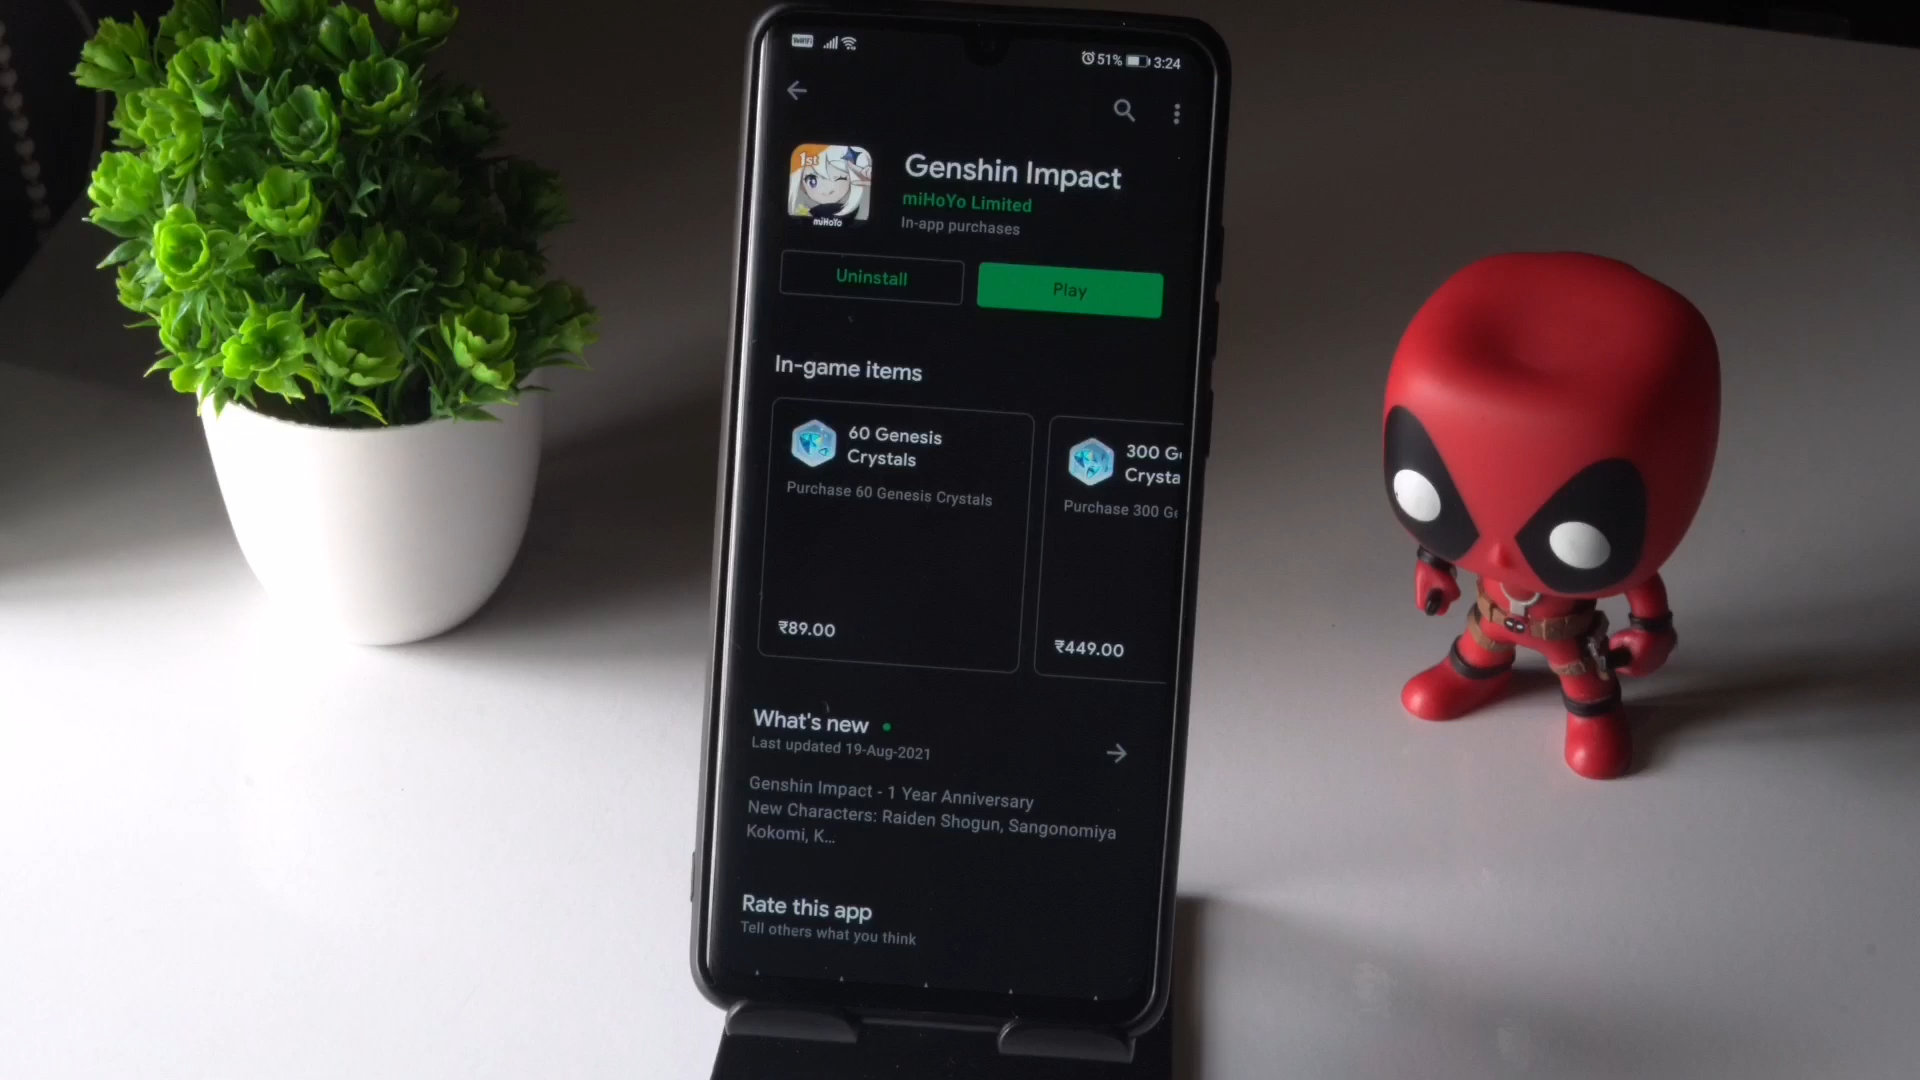 VoWiFi
51% 3:24
1st
miHoYo
Genshin Impact
miHoYo Limited
In-app purchases
Uninstall
Play
In-game items
60 Genesis
Crystals
Purchase 60 Genesis Crystals
₹89.00
300 Ge
Crysta
Purchase 300 Ge
₹449.00
What's new
Last updated 19-Aug-2021
Genshin Impact - 1 Year Anniversary
New Characters: Raiden Shogun, Sangonomiya
Kokomi, K...
Rate this app
Tell others what you think